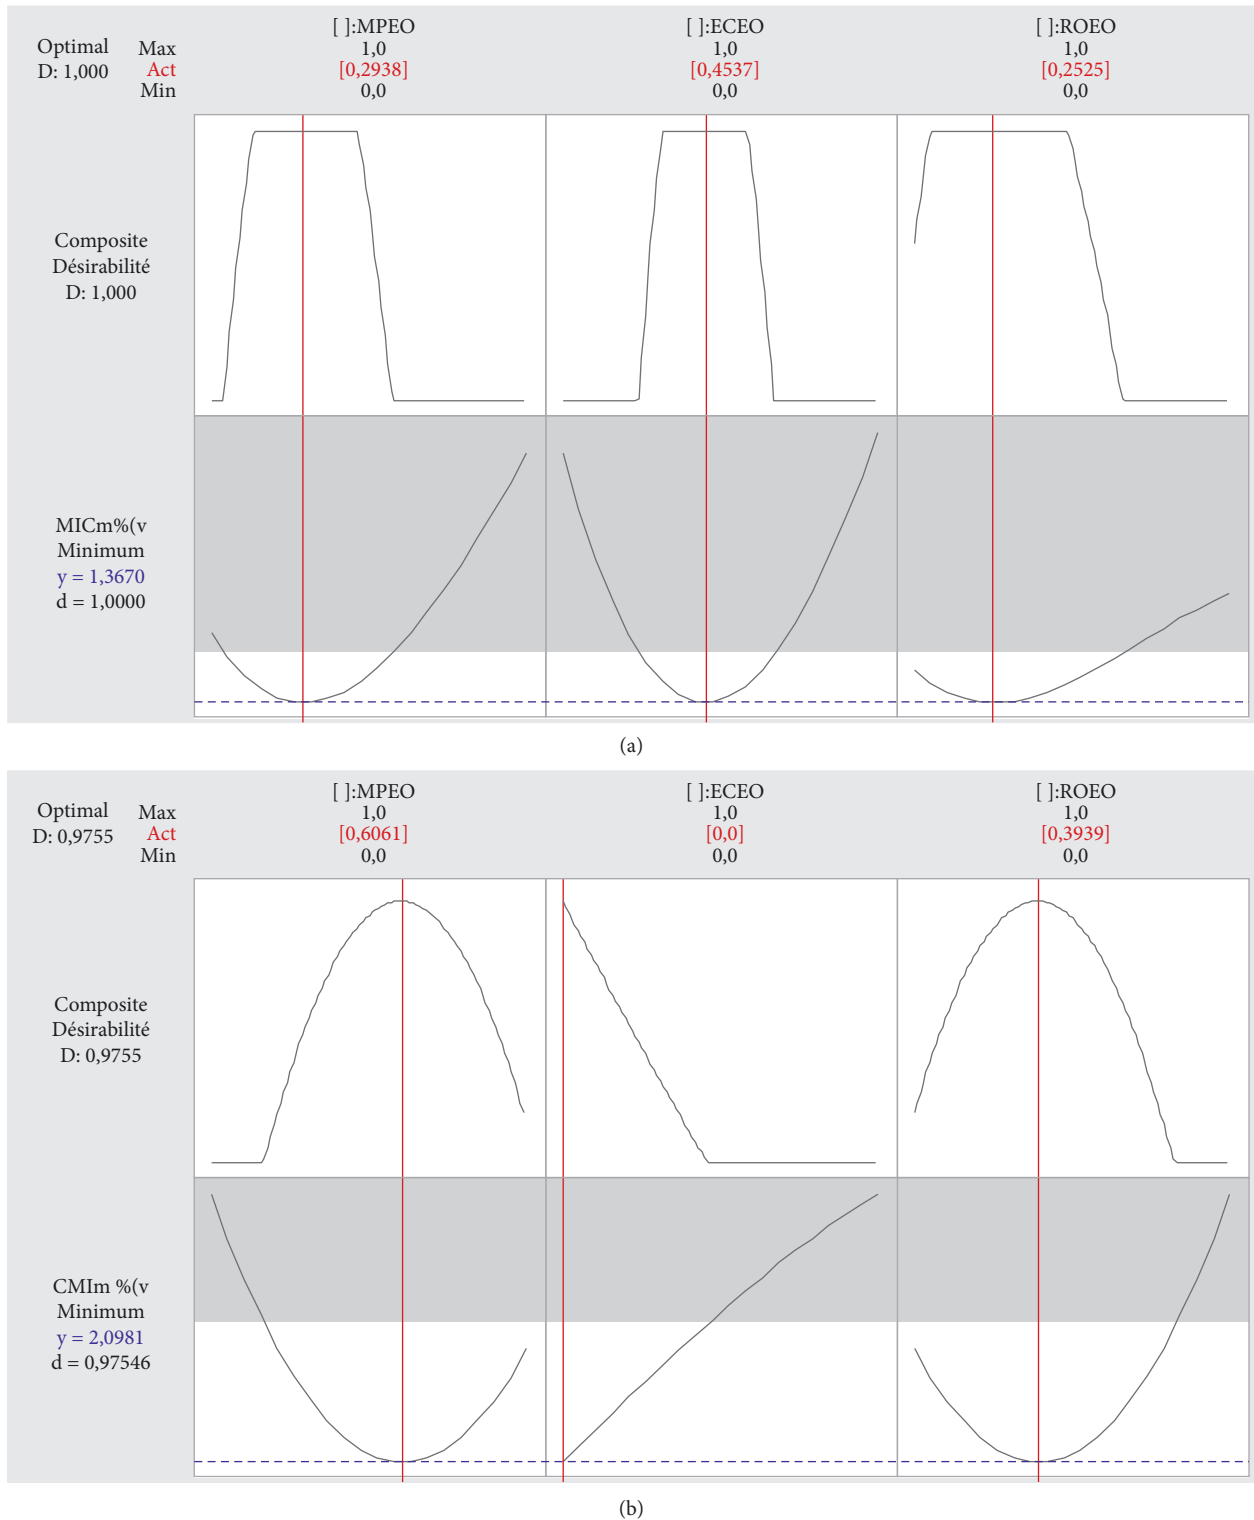 [ ]:MPEO [ ]:ECEO [ ]:ROEO
Optimal Max 1,0 1,0 1,0
D: 1,000 Act [0,2938] [0,4537] [0,2525]
Min 0,0 0,0 0,0
Composite
Désirabilité
D: 1,000
MICm%(v
Minimum
y = 1,3670
d = 1,0000
(a)
[ ]:MPEO [ ]:ECEO [ ]:ROEO
Optimal Max 1,0 1,0 1,0
D: 0,9755 Act [0,6061] [0,0] [0,3939]
Min 0,0 0,0 0,0
Composite
Désirabilité
D: 0,9755
CMIm %(v
Minimum
y = 2,0981
d = 0,97546
(b)